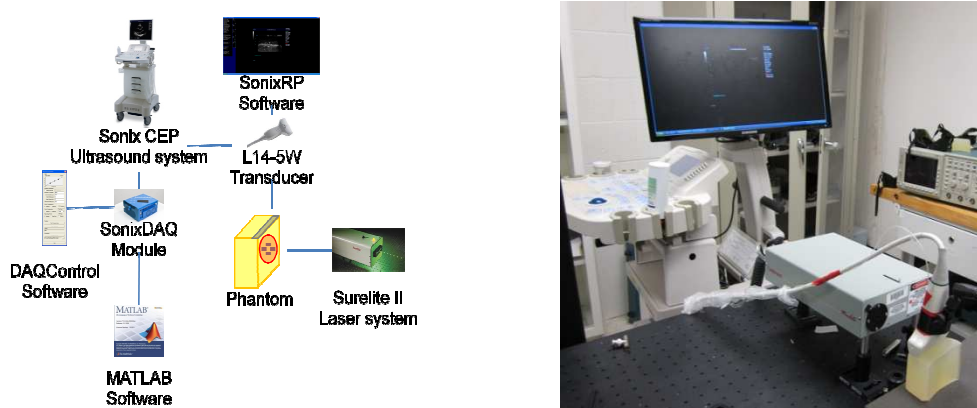 SonixRP
Software
Sonix CEP
Ultrasound system
L14-5W
Transducer
SonixDAQ
Module
DAQControl
Software
Phantom
Surelite II
Laser system
MATLAB
MATLAB
Software